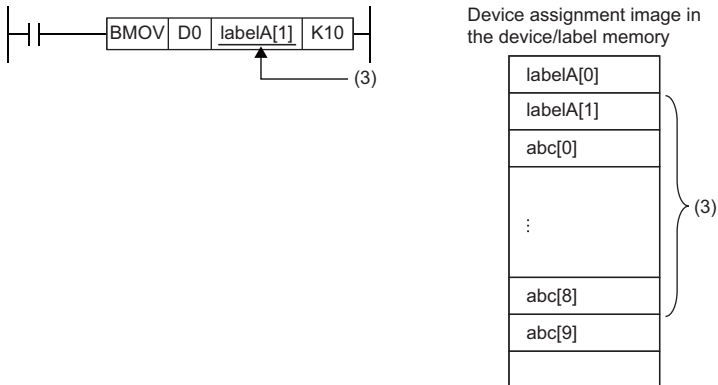 BMOV D0 labelA[1] K10
(3)
Device assignment image in
the device/label memory
labelA[0]
labelA[1]
abc[0]
⋮
abc[8]
abc[9]
(3)